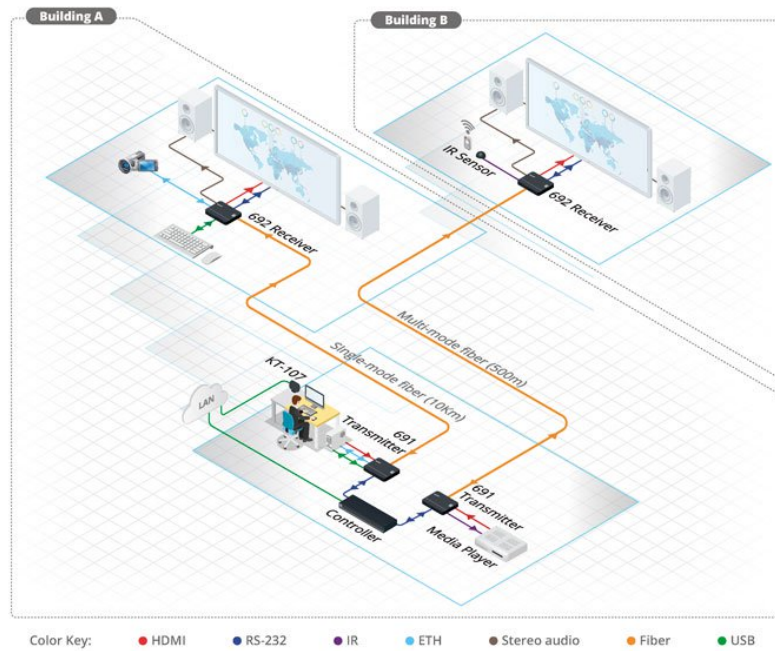 Building A
Building B
IR Sensor
692 Receiver
692 Receiver
Multi-mode fiber (500m)
Single-mode fiber (10Km)
KT-107
LAN
691
Transmitter
691
Transmitter
Controller
Media Player
Color Key:
HDMI
RS-232
IR
ETH
Stereo audio
Fiber
USB